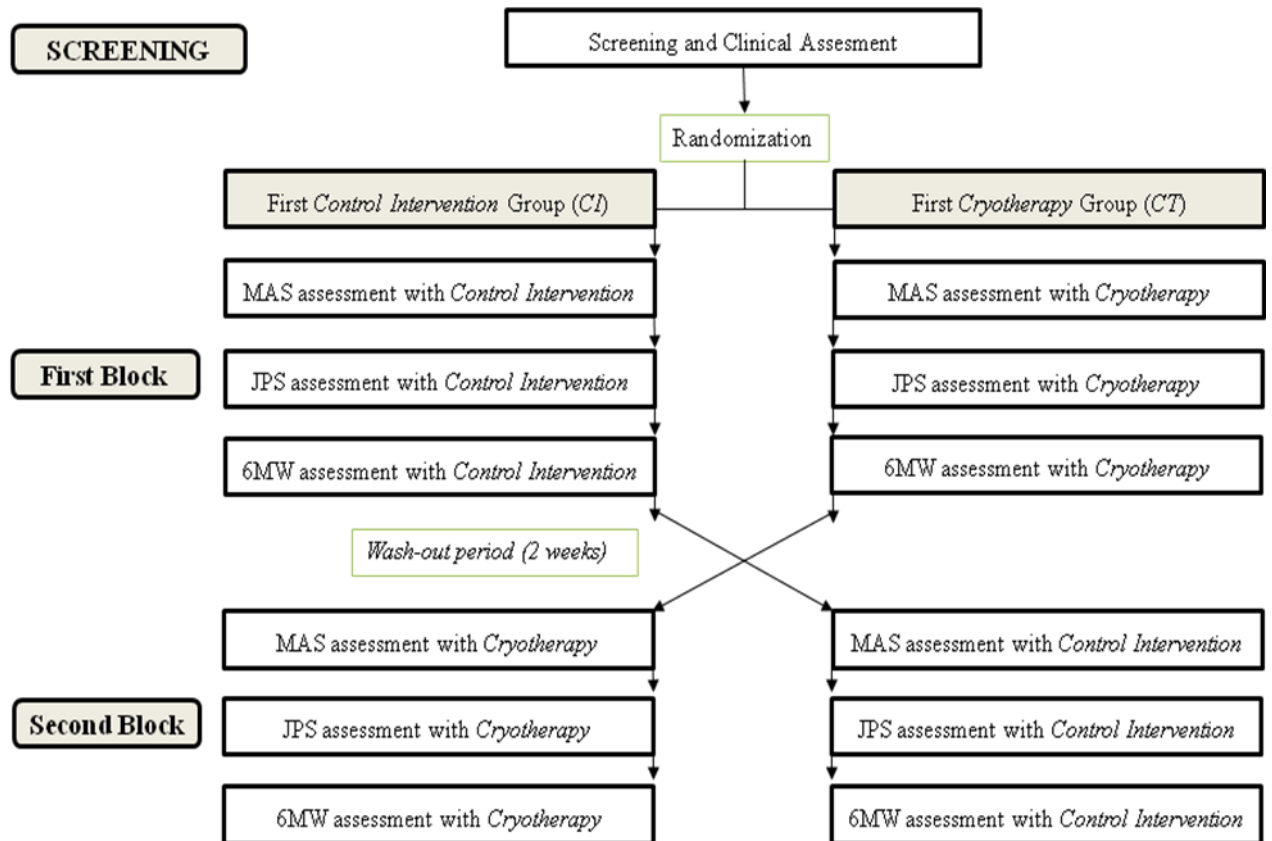 SCREENING
Screening and Clinical Assesment
Randomization
First Control Intervention Group (CI)
First Cryotherapy Group (CT)
MAS assessment with Control Intervention
MAS assessment with Cryotherapy
First Block
JPS assessment with Control Intervention
JPS assessment with Cryotherapy
6MW assessment with Control Intervention
6MW assessment with Cryotherapy
Wash-out period (2 weeks)
MAS assessment with Cryotherapy
MAS assessment with Control Intervention
Second Block
JPS assessment with Cryotherapy
JPS assessment with Control Intervention
6MW assessment with Cryotherapy
6MW assessment with Control Intervention